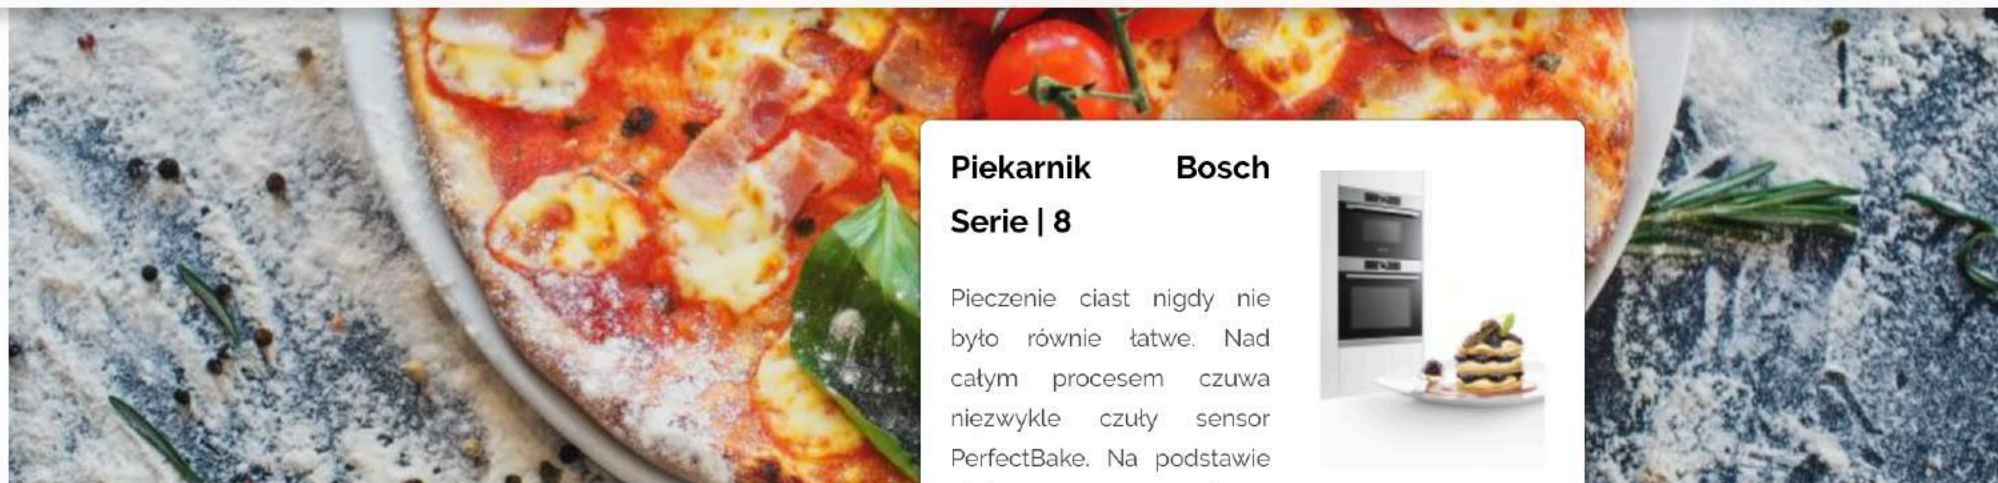 Piekarnik Bosch
Serie | 8
Pieczenie ciast nigdy nie
było równie łatwe. Nad
całym procesem czuwa
niezwykle czuły sensor
PerfectBake. Na podstawie